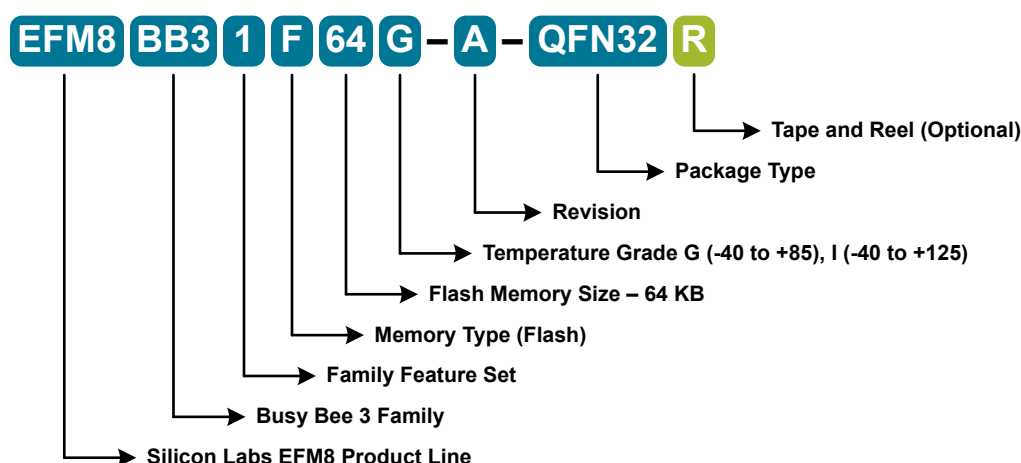 EFM8 BB3 1 F 64 G – A – QFN32 R
Tape and Reel (Optional)
Package Type
Revision
Temperature Grade G (-40 to +85), I (-40 to +125)
Flash Memory Size – 64 KB
Memory Type (Flash)
Family Feature Set
Busy Bee 3 Family
Silicon Labs EFM8 Product Line